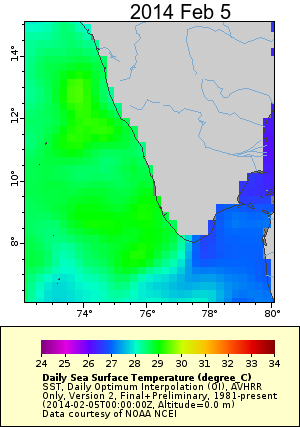 2014 Feb 5
14°
12°
10°
8°
74° 76° 78° 80°
24 25 26 27 28 29 30 31 32 33 34
Daily Sea Surface Temperature (degree_C)
SST, Daily Optimum Interpolation (OI), AVHRR
Only, Version 2, Final+Preliminary, 1981-present
(2014-02-05T00:00:00Z, Altitude=0.0 m)
Data courtesy of NOAA NCEI